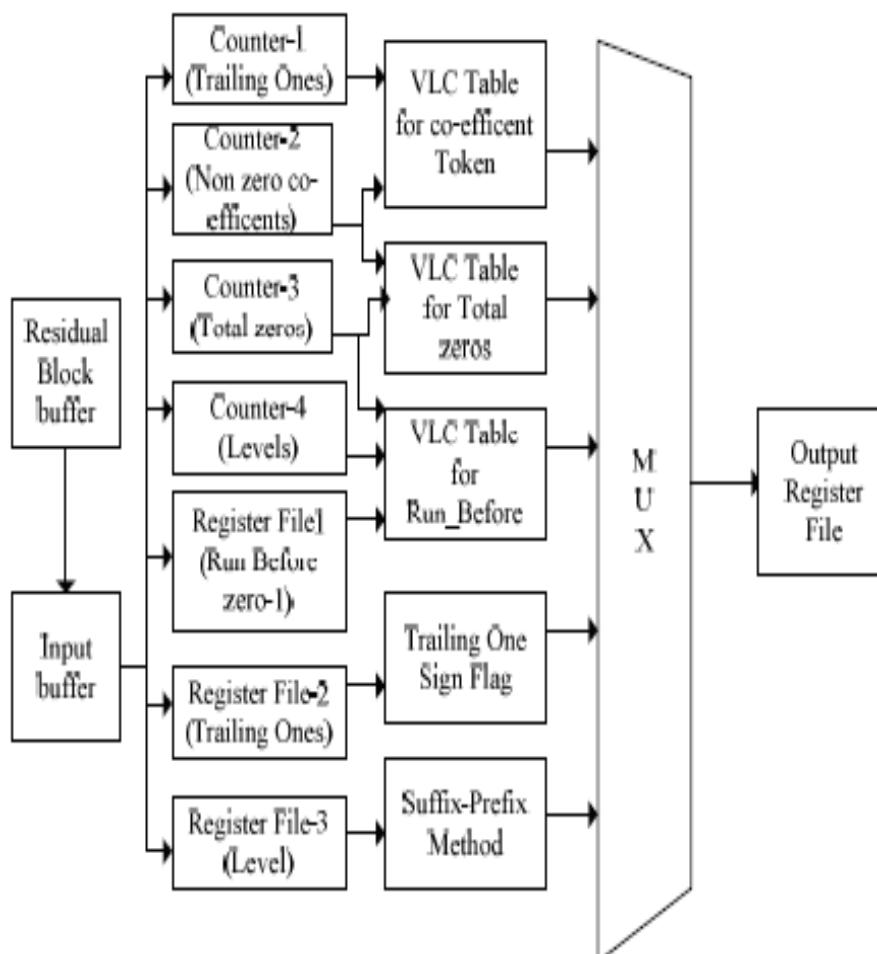 Counter-1
(Trailing Ones)
Counter-2
(Non zero co-
efficents)
Counter-3
(Total zeros)
Counter-4
(Levels)
Register File1
(Run Before
zero-1)
Register File-2
(Trailing Ones)
Register File-3
(Level)
Residual
Block
buffer
Input
buffer
VLC Table
for co-efficent
Token
VLC Table
for Total
zeros
VLC Table
for
Run_Before
Trailing One
Sign Flag
Suffix-Prefix
Method
M
U
X
Output
Register
File